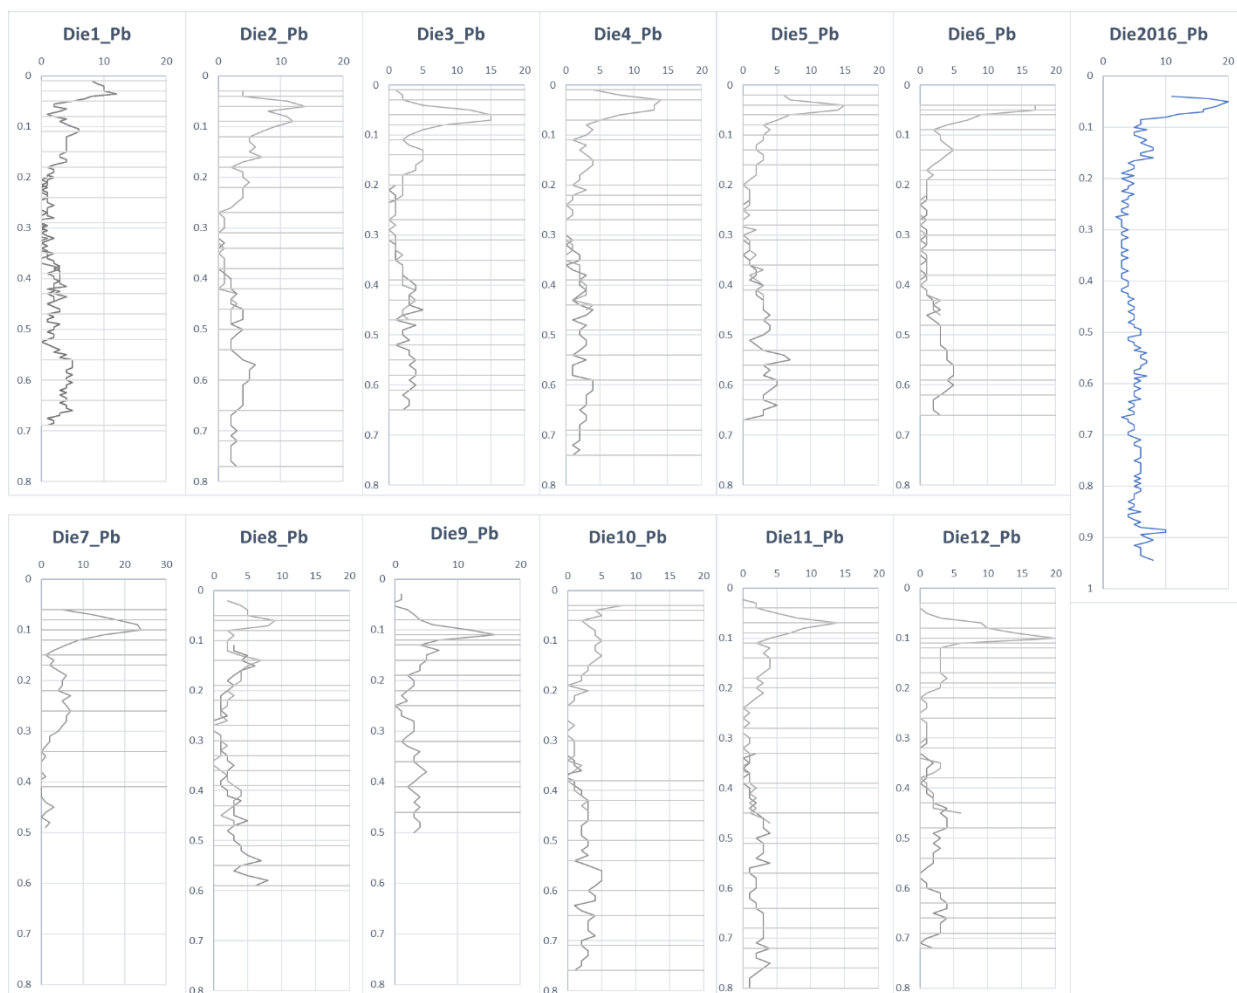 Die1_Pb Die2_Pb Die3_Pb Die4_Pb Die5_Pb Die6_Pb Die2016_Pb
0 10 20 0 10 20 0 5 10 15 20 0 5 10 15 20 0 5 10 15 20 0 5 10 15 20 0 10 20
0 0 0 0 0 0 0
0.1 0.1 0.1 0.1 0.1 0.1 0.1
0.2 0.2 0.2 0.2 0.2 0.2 0.2
0.3 0.3 0.3 0.3 0.3 0.3 0.3
0.4 0.4 0.4 0.4 0.4 0.4 0.4
0.5 0.5 0.5 0.5 0.5 0.5 0.5
0.6 0.6 0.6 0.6 0.6 0.6 0.6
0.7 0.7 0.7 0.7 0.7 0.7 0.7
0.8 0.8 0.8 0.8 0.8 0.8 0.8
0.9
1
Die7_Pb Die8_Pb Die9_Pb Die10_Pb Die11_Pb Die12_Pb
0 10 20 30 0 5 10 15 20 0 10 20 0 5 10 15 20 0 5 10 15 20 0 5 10 15 20
0 0 0 0 0 0
0.1 0.1 0.1 0.1 0.1 0.1
0.2 0.2 0.2 0.2 0.2 0.2
0.3 0.3 0.3 0.3 0.3 0.3
0.4 0.4 0.4 0.4 0.4 0.4
0.5 0.5 0.5 0.5 0.5 0.5
0.6 0.6 0.6 0.6 0.6 0.6
0.7 0.7 0.7 0.7 0.7 0.7
0.8 0.8 0.8 0.8 0.8 0.8